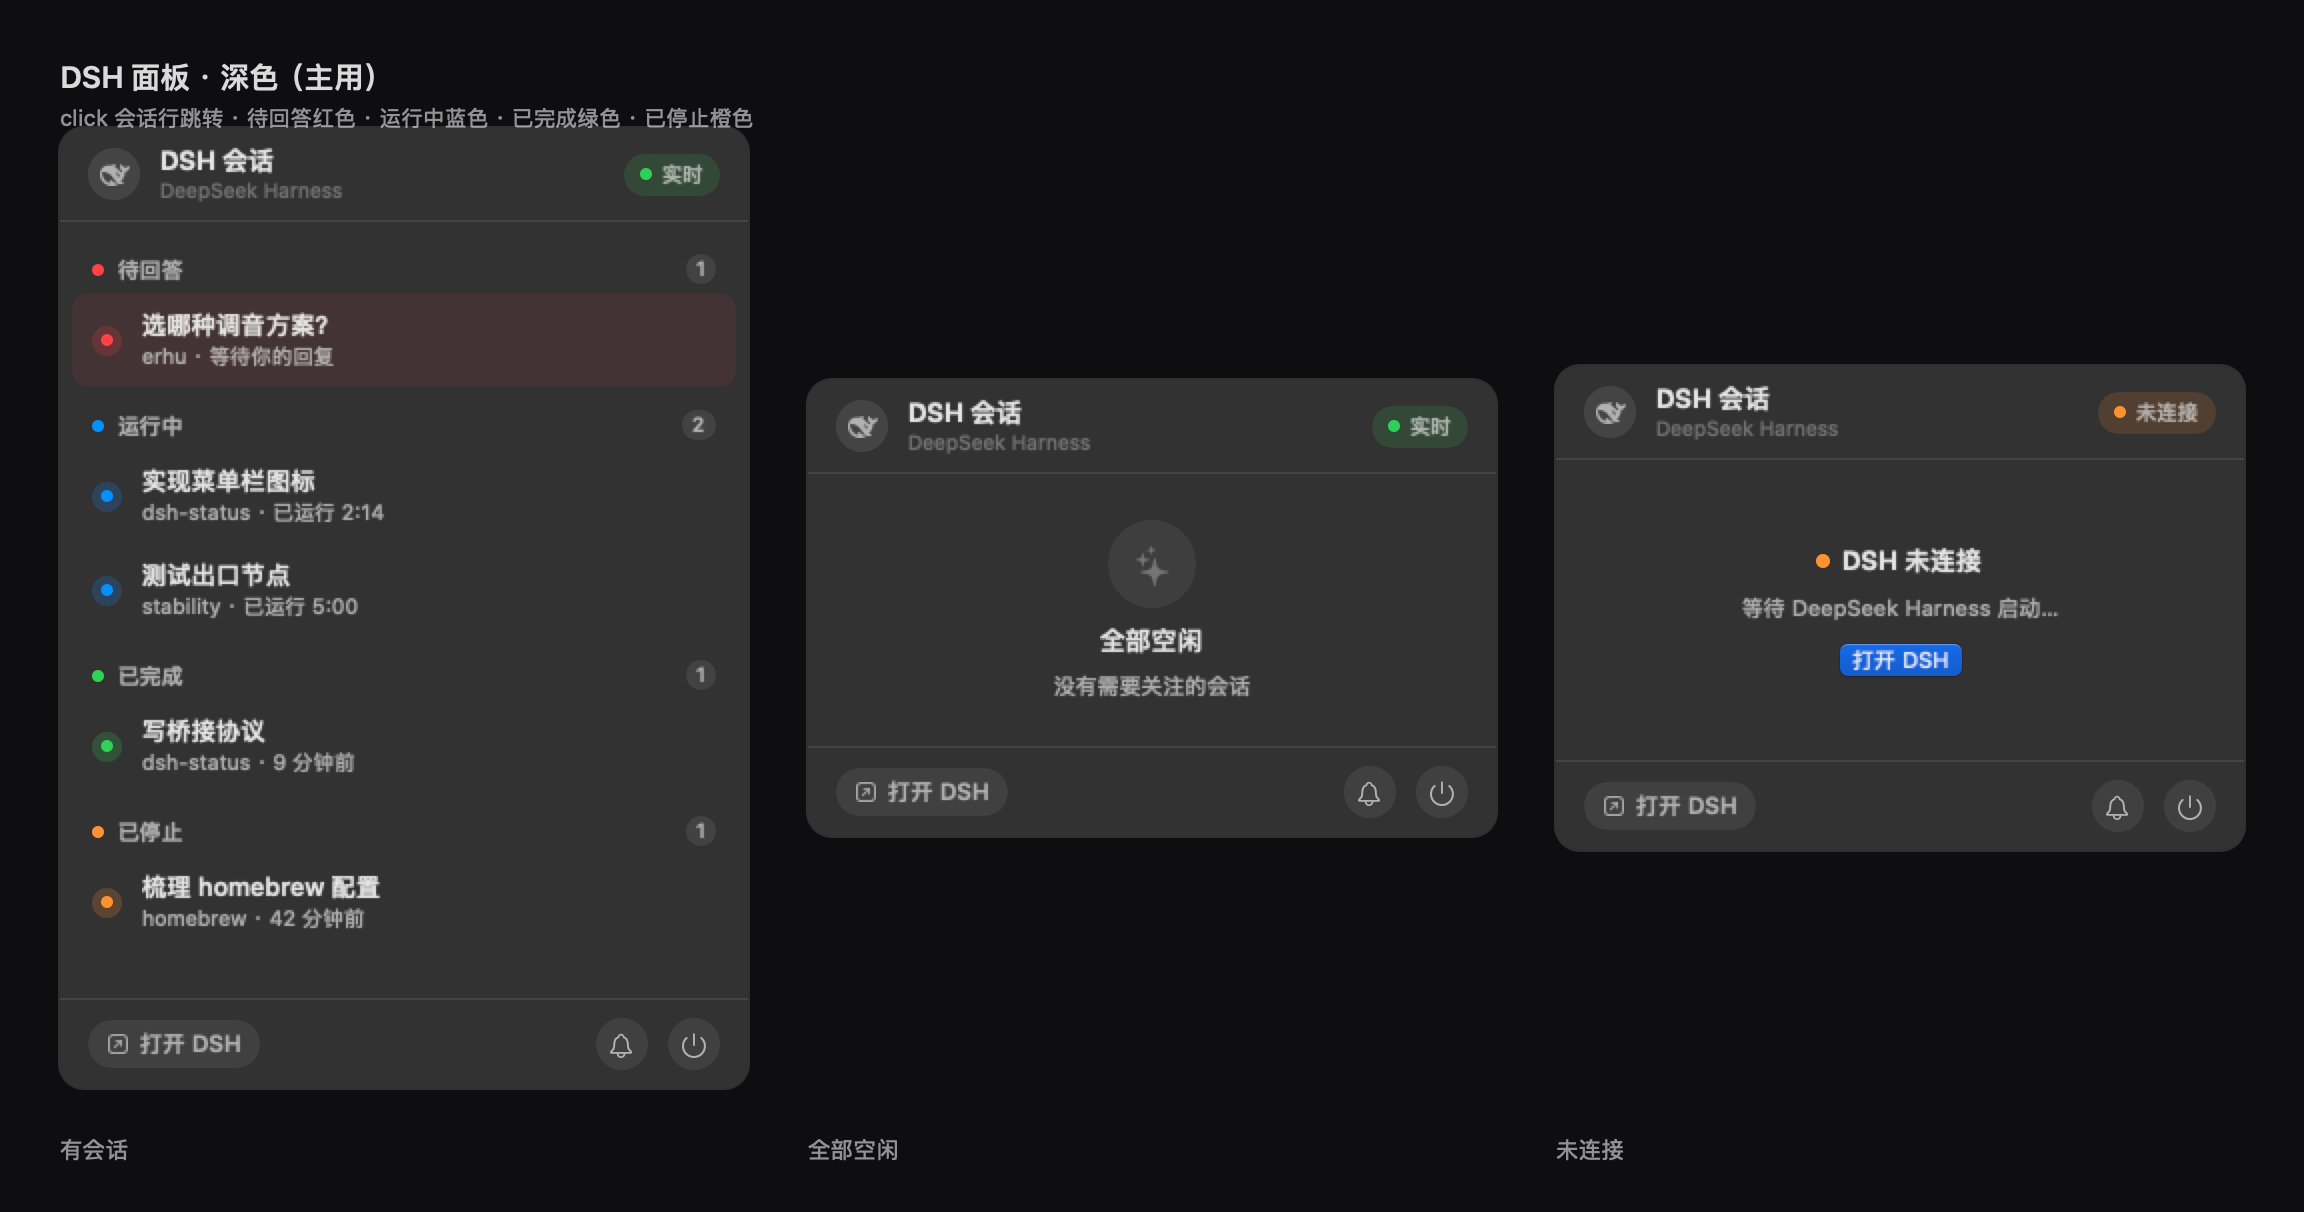 DSH 面板 · 深色（主用）
click 会话行跳转 · 待回答红色 · 运行中蓝色 · 已完成绿色 · 已停止橙色
DSH 会话
DeepSeek Harness
实时
待回答
1
选哪种调音方案?
erhu · 等待你的回复
运行中
2
实现菜单栏图标
dsh-status · 已运行 2:14
测试出口节点
stability · 已运行 5:00
已完成
1
写桥接协议
dsh-status · 9 分钟前
已停止
1
梳理 homebrew 配置
homebrew · 42 分钟前
打开 DSH
有会话
DSH 会话
DeepSeek Harness
实时
全部空闲
没有需要关注的会话
打开 DSH
全部空闲
DSH 会话
DeepSeek Harness
未连接
DSH 未连接
等待 DeepSeek Harness 启动...
打开 DSH
打开 DSH
未连接